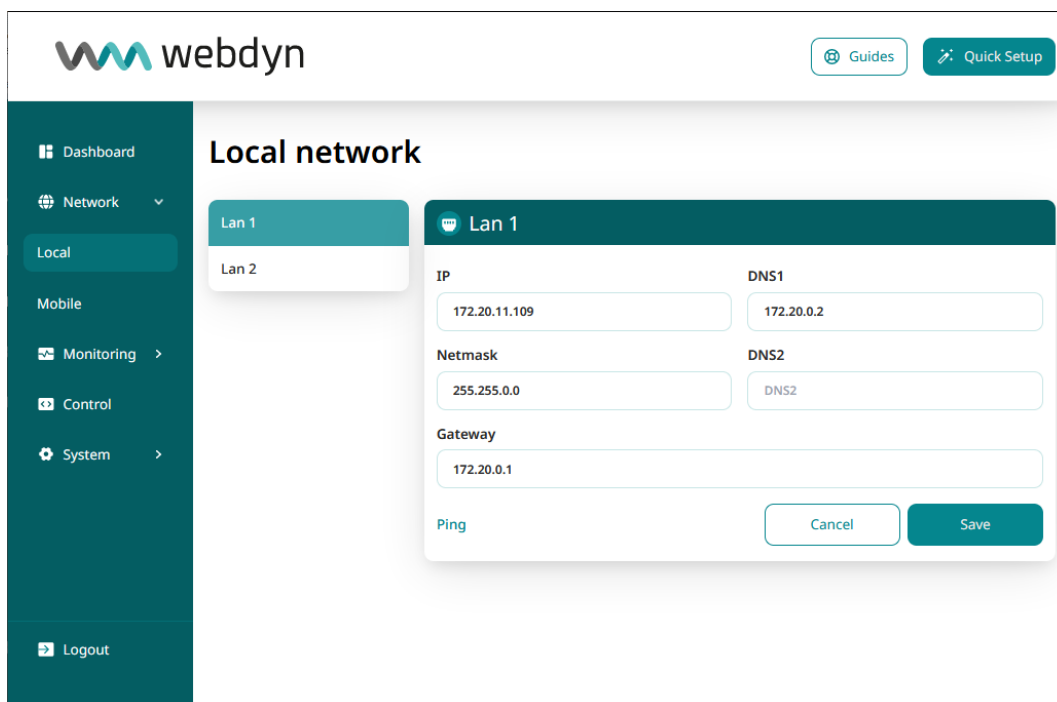 webdyn
Guides
Quick Setup
Dashboard
Network
Local
Mobile
Monitoring
Control
System
Logout
Local network
Lan 1
Lan 2
Lan 1
IP
172.20.11.109
DNS1
172.20.0.2
Netmask
255.255.0.0
DNS2
DNS2
Gateway
172.20.0.1
Ping
Cancel
Save